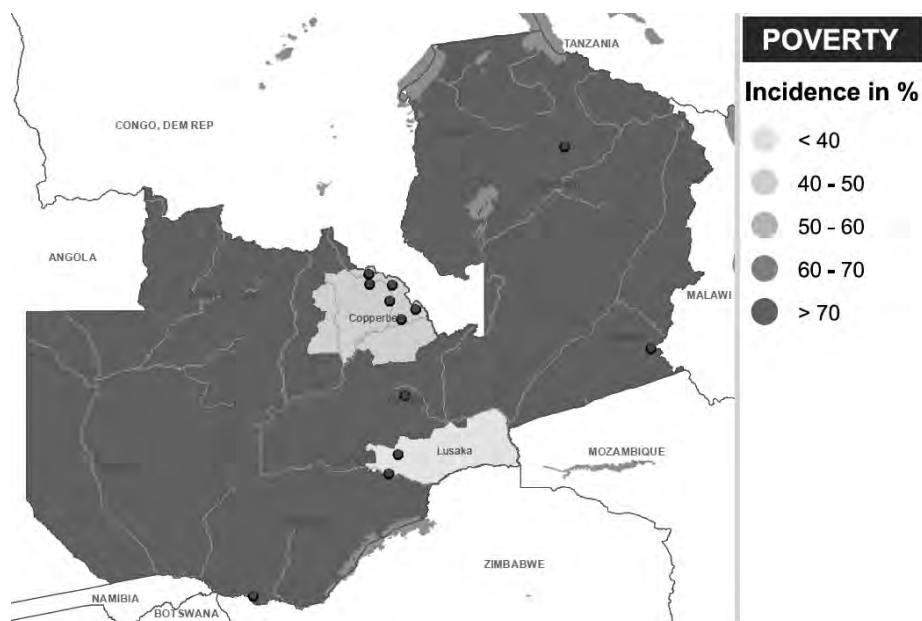 TANZANIA
CONGO, DEM REP
ANGOLA
MALAWI
Copperbe
Lusaka
MOZAMBIQUE
ZIMBABWE
NAMIBIA
BOTSWANA
POVERTY
Incidence in %
< 40
40 - 50
50 - 60
60 - 70
> 70